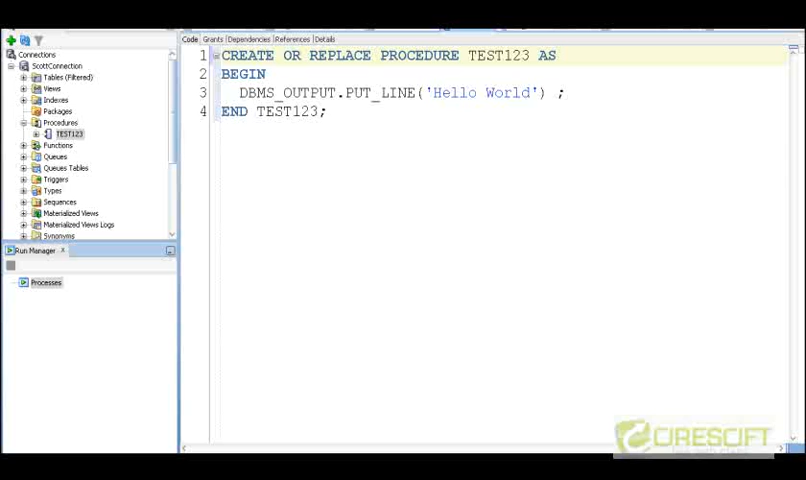 Code Grants Dependencies References Details
Connections
ScottConnection
Tables (Filtered)
Views
Indexes
Packages
Procedures
TEST123
Functions
Queues
Queues Tables
Triggers
Types
Sequences
Materialized Views
Materialized Views Logs
Synonyms
Run Manager x
Processes
1 CREATE OR REPLACE PROCEDURE TEST123 AS
2 BEGIN
3 DBMS_OUTPUT.PUT_LINE('Hello World') ;
4 END TEST123;